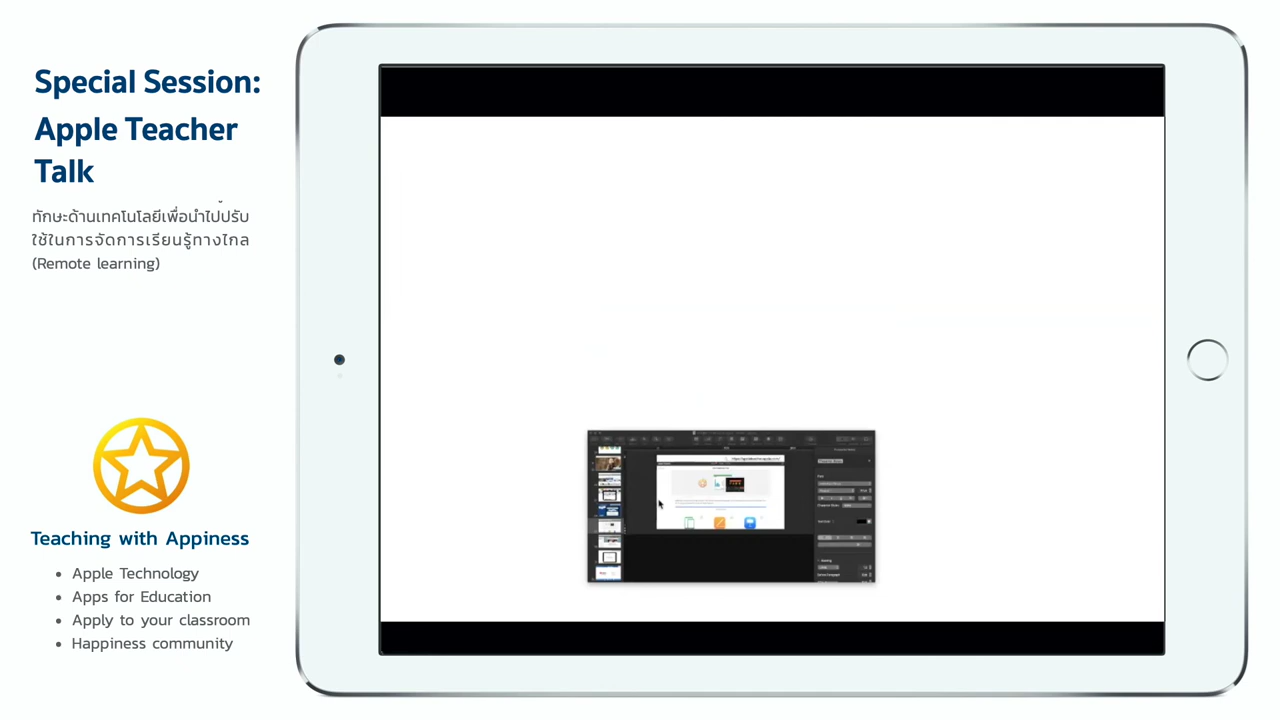 Special Session:
Apple Teacher
Talk
ทักษะด้านเทคโนโลยีเพื่อนำไปปรับ
ใช้ในการจัดการเรียนรู้ทางไกล
(Remote learning)
Teaching with Appiness
• Apple Technology
• Apps for Education
• Apply to your classroom
• Happiness community